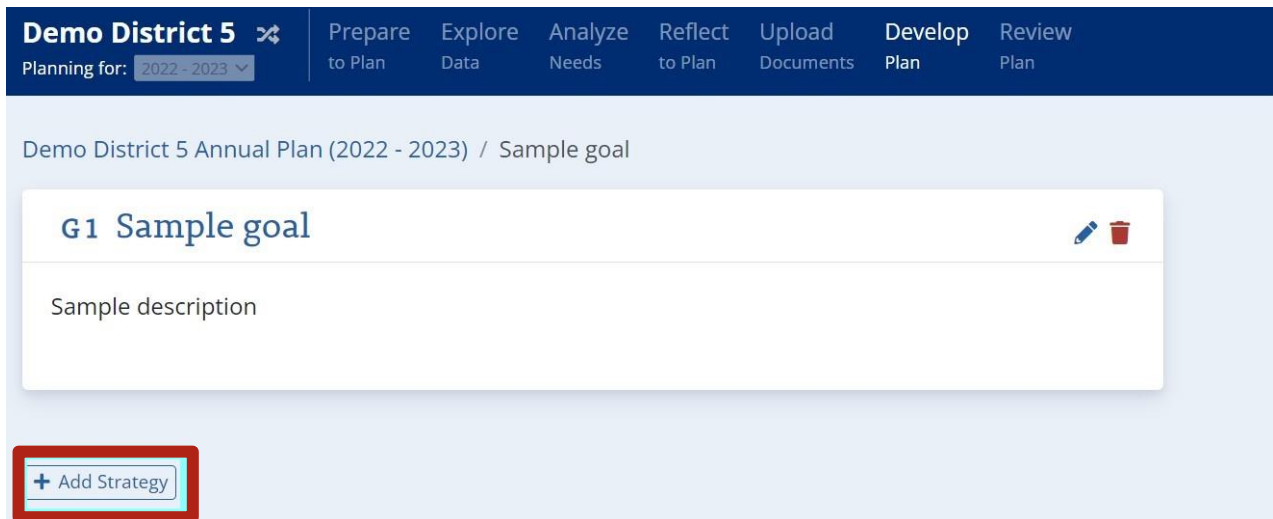 Demo District 5
Planning for: 2022 - 2023
Prepare to Plan
Explore Data
Analyze Needs
Reflect to Plan
Upload Documents
Develop Plan
Review Plan
Demo District 5 Annual Plan (2022 - 2023) / Sample goal
G1 Sample goal
Sample description
+ Add Strategy